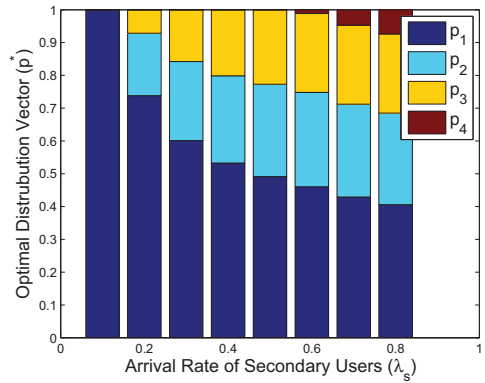 1
0.9
0.8
0.7
0.6
0.5
0.4
0.3
0.2
0.1
0
Optimal Distrubution Vector (p*)
p1
p2
p3
p4
0 0.2 0.4 0.6 0.8 1
Arrival Rate of Secondary Users (λs)